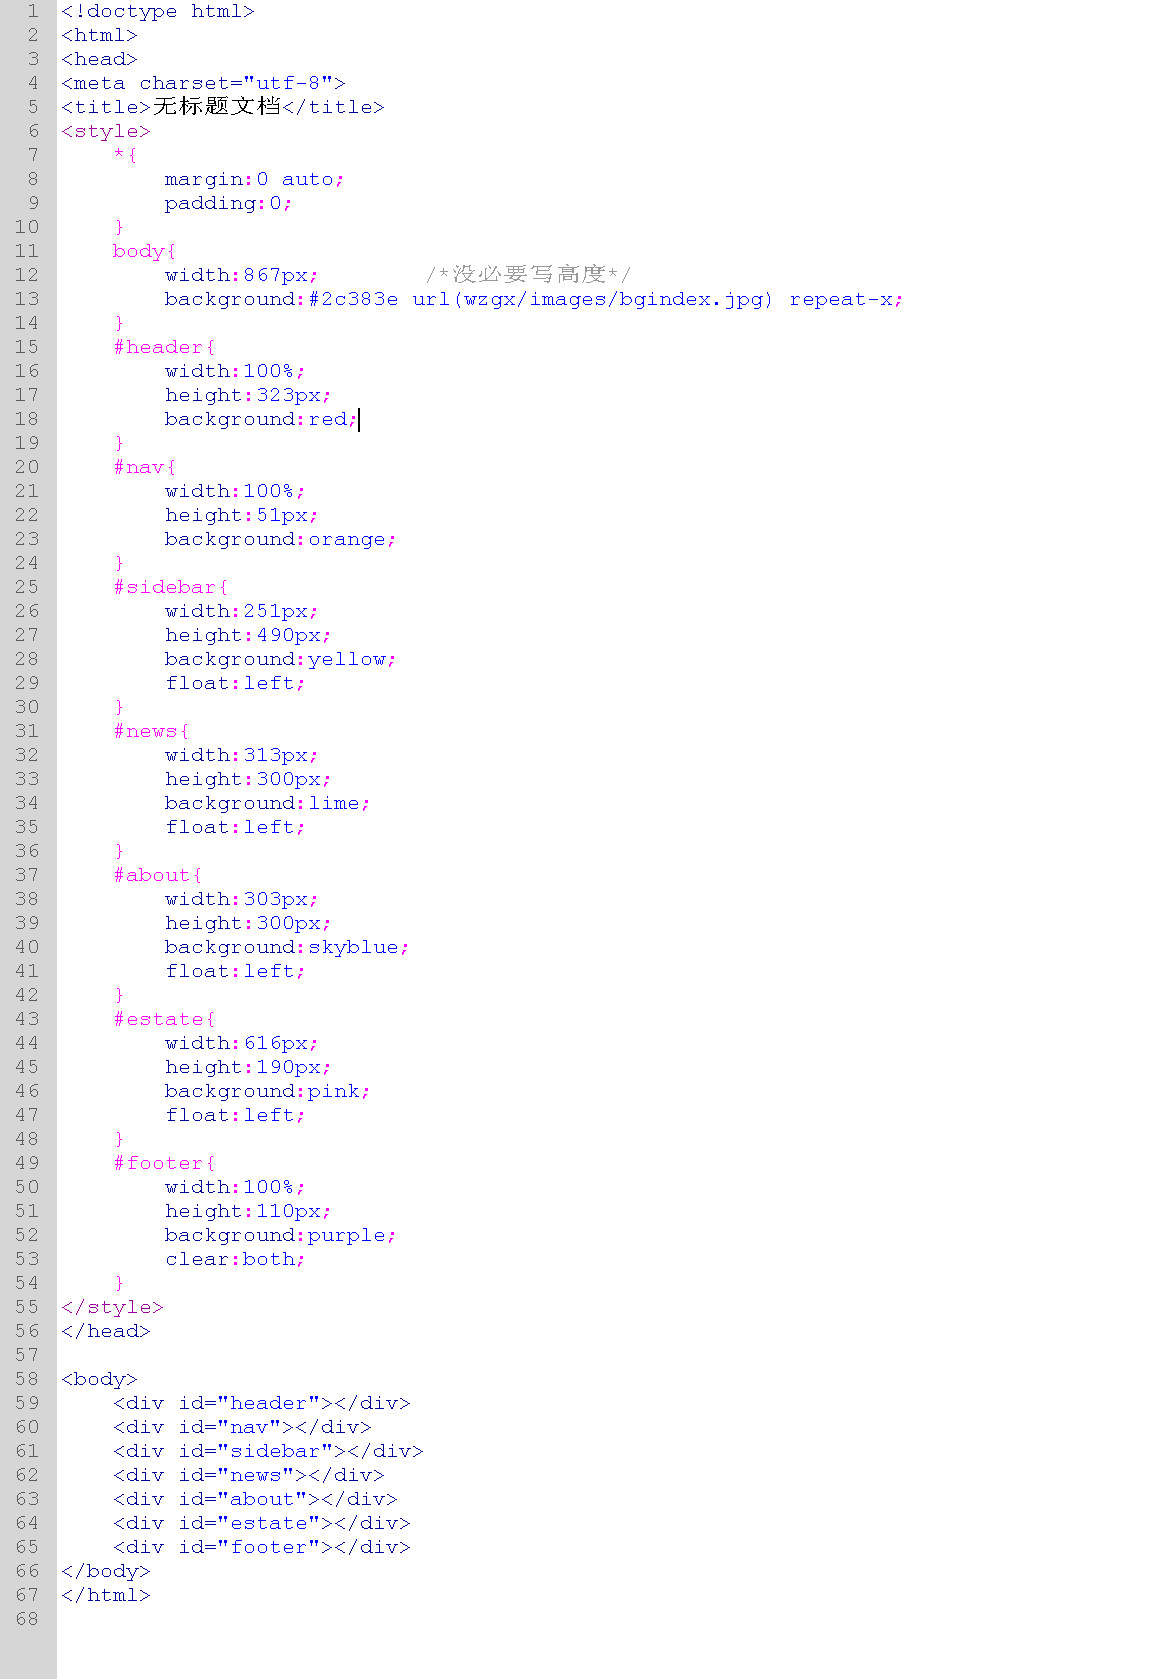 1 <!doctype html>
2 <html>
3 <head>
4 <meta charset="utf-8">
5 <title>无标题文档</title>
6 <style>
7     *{
8         margin:0 auto;
9         padding:0;
10     }
11     body{
12         width:867px;        /*没必要写高度*/
13         background:#2c383e url(wzgx/images/bgindex.jpg) repeat-x;
14     }
15     #header{
16         width:100%;
17         height:323px;
18         background:red;
19     }
20     #nav{
21         width:100%;
22         height:51px;
23         background:orange;
24     }
25     #sidebar{
26         width:251px;
27         height:490px;
28         background:yellow;
29         float:left;
30     }
31     #news{
32         width:313px;
33         height:300px;
34         background:lime;
35         float:left;
36     }
37     #about{
38         width:303px;
39         height:300px;
40         background:skyblue;
41         float:left;
42     }
43     #estate{
44         width:616px;
45         height:190px;
46         background:pink;
47         float:left;
48     }
49     #footer{
50         width:100%;
51         height:110px;
52         background:purple;
53         clear:both;
54     }
55 </style>
56 </head>
57
58 <body>
59     <div id="header"></div>
60     <div id="nav"></div>
61     <div id="sidebar"></div>
62     <div id="news"></div>
63     <div id="about"></div>
64     <div id="estate"></div>
65     <div id="footer"></div>
66 </body>
67 </html>
68